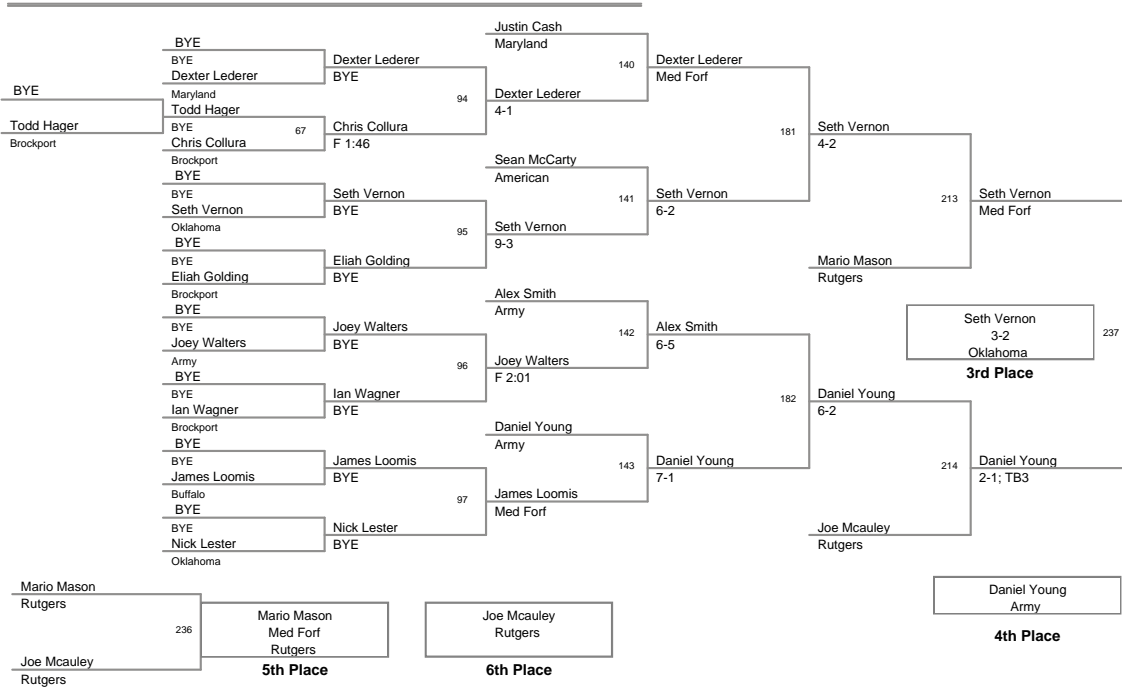 BYE
Todd Hager
Brockport
BYE
BYE
Dexter Lederer
Maryland
Todd Hager
BYE
67
Chris Collura
Brockport
BYE
BYE
Seth Vernon
Oklahoma
BYE
BYE
Eliah Golding
Brockport
BYE
BYE
Joey Walters
Army
BYE
BYE
Ian Wagner
Brockport
BYE
BYE
James Loomis
Buffalo
BYE
BYE
Nick Lester
Oklahoma
Dexter Lederer
BYE
94
Chris Collura
F 1:46
Seth Vernon
BYE
95
Eliah Golding
BYE
Joey Walters
BYE
96
Ian Wagner
BYE
James Loomis
BYE
97
Nick Lester
BYE
Justin Cash
Maryland
140
Dexter Lederer
4-1
Sean McCarty
American
141
Seth Vernon
9-3
Alex Smith
Army
142
Joey Walters
F 2:01
Daniel Young
Army
143
James Loomis
Med Forf
Dexter Lederer
Med Forf
181
Seth Vernon
6-2
Alex Smith
6-5
182
Daniel Young
7-1
Seth Vernon
4-2
213
Mario Mason
Rutgers
Daniel Young
6-2
214
Joe Mcauley
Rutgers
Seth Vernon
Med Forf
Seth Vernon
3-2
Oklahoma
237
3rd Place
Daniel Young
2-1; TB3
Daniel Young
Army
4th Place
Mario Mason
Rutgers
236
Joe Mcauley
Rutgers
Mario Mason
Med Forf
Rutgers
5th Place
Joe Mcauley
Rutgers
6th Place